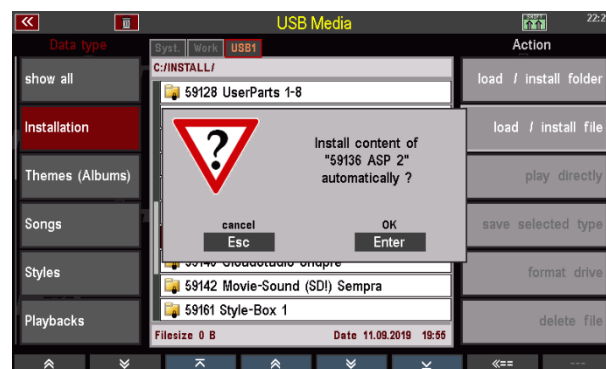 USB Media
SHIFT
22:2
Data type
Syst. Work USB1
Action
C:/INSTALL/
show all
load / install folder
59128 UserParts 1-8
Installation
load / install file
Install content of
"59136 ASP 2"
automatically ?
Themes (Albums)
play directly
Songs
cancel
OK
save selected type
Esc
Enter
Styles
format drive
59142 Movie-Sound (SD!) Sempra
59161 Style-Box 1
Playbacks
delete file
Filesize 0 B
Date 11.09.2019 19:55
«==
---